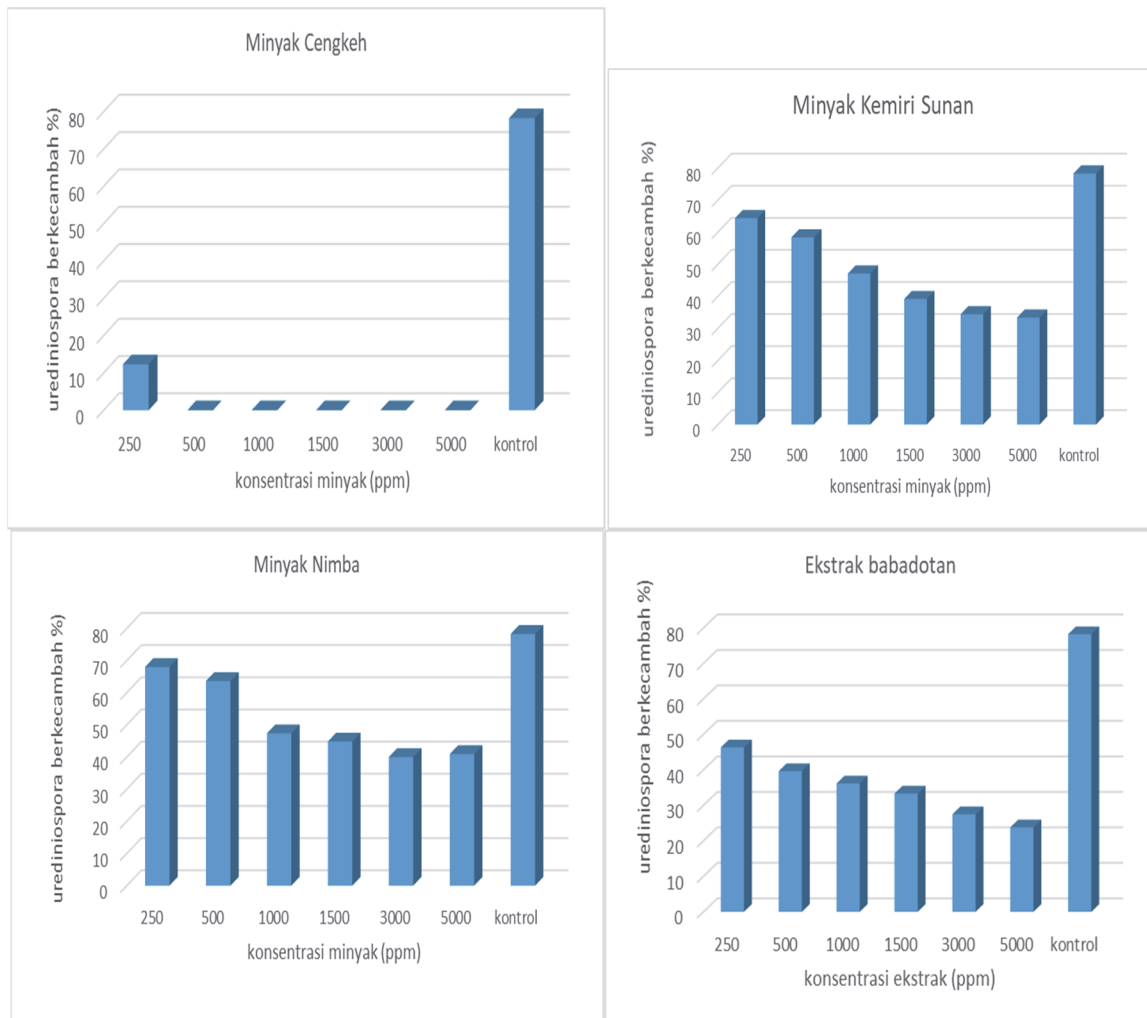 Minyak Cengkeh
urediniospora berkecambah %)
80
70
60
50
40
30
20
10
0
250 500 1000 1500 3000 5000 kontrol
konsentrasi minyak (ppm)
Minyak Kemiri Sunan
urediniospora berkecambah %)
80
70
60
50
40
30
20
10
0
250 500 1000 1500 3000 5000 kontrol
konsentrasi minyak (ppm)
Minyak Nimba
urediniospora berkecambah %)
80
70
60
50
40
30
20
10
0
250 500 1000 1500 3000 5000 kontrol
konsentrasi minyak (ppm)
Ekstrak babadotan
urediniospora berkecambah %)
80
70
60
50
40
30
20
10
0
250 500 1000 1500 3000 5000 kontrol
konsentrasi ekstrak (ppm)